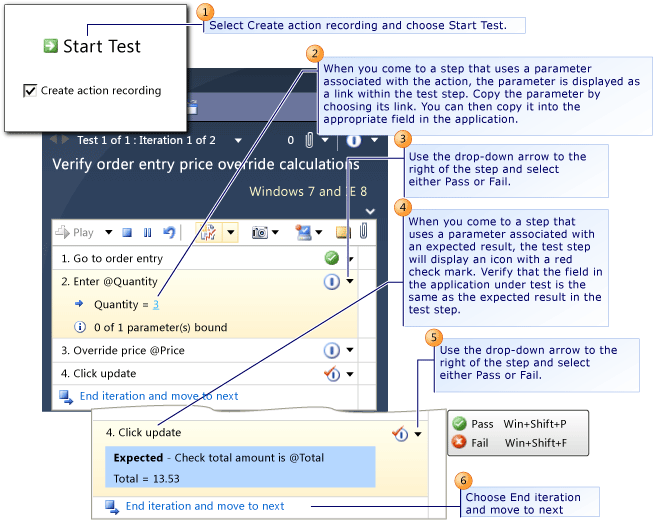 1
Select Create action recording and choose Start Test.
Start Test
Create action recording
2
When you come to a step that uses a parameter
associated with the action, the parameter is displayed as
a link within the test step. Copy the parameter by
choosing its link. You can then copy it into the
appropriate field in the application.
Test 1 of 1 : Iteration 1 of 2
0
Verify order entry price override calculations
Windows 7 and IE 8
3
Use the drop-down arrow to the
right of the step and select
either Pass or Fail.
4
When you come to a step that
uses a parameter associated with
an expected result, the test step
will display an icon with a red
check mark. Verify that the field in
the application under test is the
same as the expected result in the
test step.
Play
1. Go to order entry
2. Enter @Quantity
Quantity = 3
0 of 1 parameter(s) bound
3. Override price @Price
4. Click update
End iteration and move to next
5
Use the drop-down arrow to the
right of the step and select
either Pass or Fail.
4. Click update
Expected - Check total amount is @Total
Total = 13.53
End iteration and move to next
Pass Win+Shift+P
Fail Win+Shift+F
6
Choose End iteration
and move to next